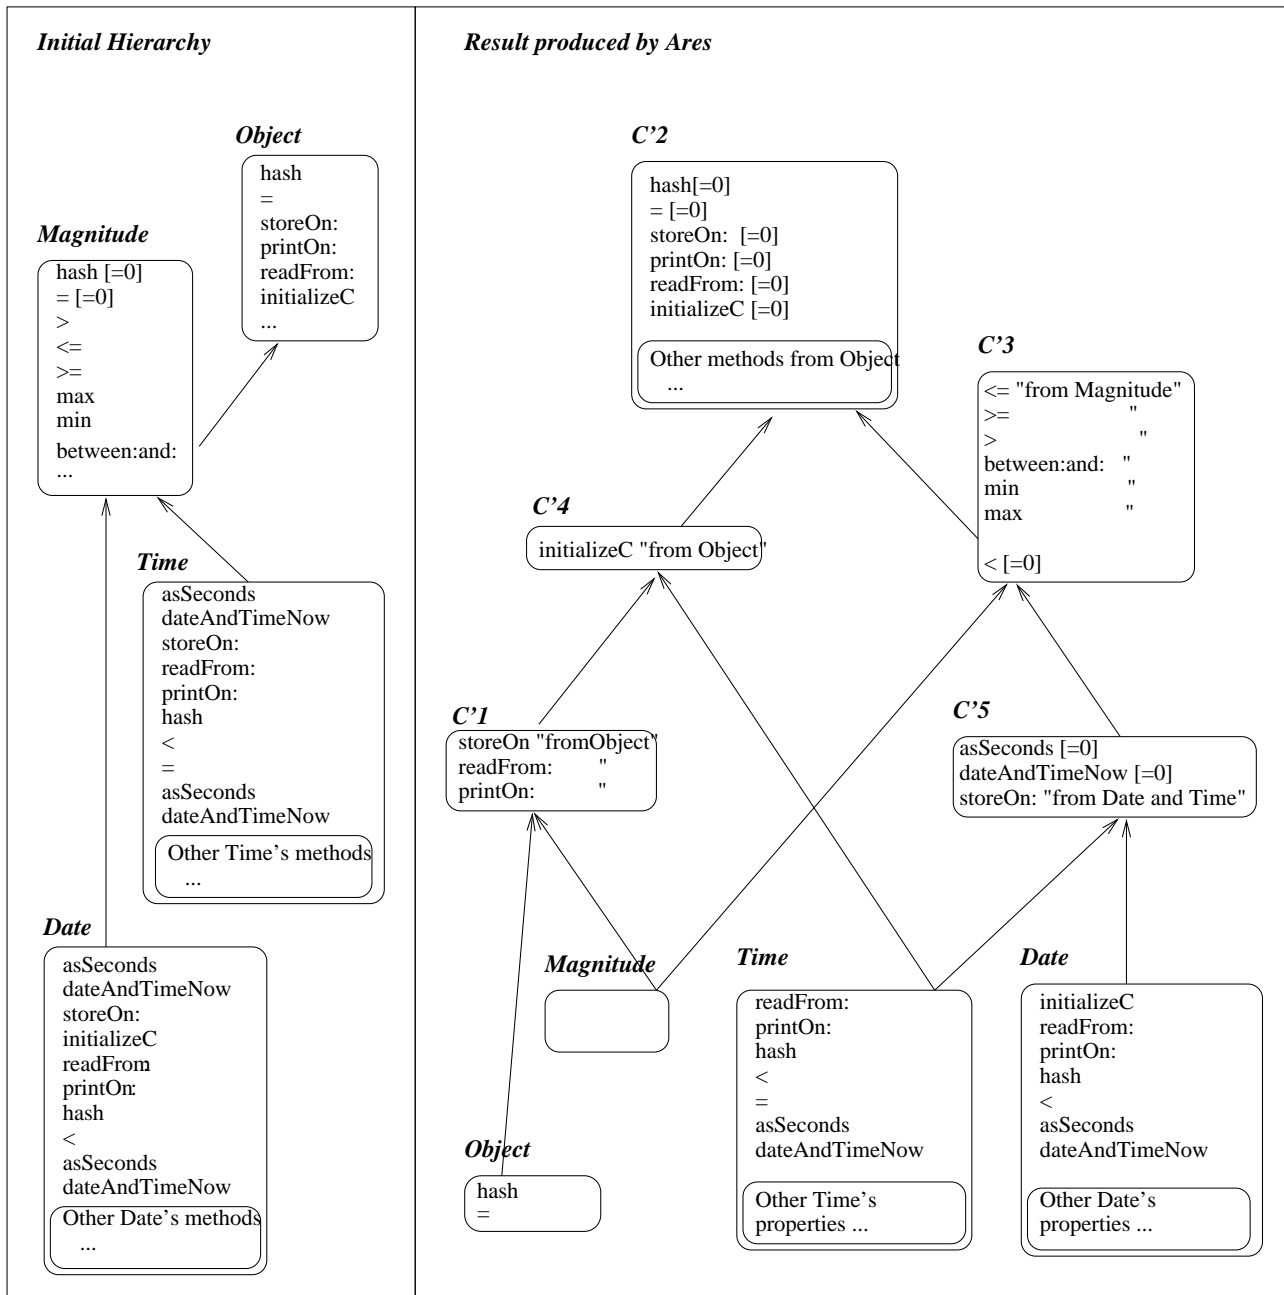 Initial Hierarchy
Object
hash
=
storeOn:
printOn:
readFrom:
initializeC
...
Magnitude
hash [=0]
= [=0]
>
<=
>=
max
min
between:and:
...
Time
asSeconds
dateAndTimeNow
storeOn:
readFrom:
printOn:
hash
<
=
asSeconds
dateAndTimeNow
Other Time's methods
...
Date
asSeconds
dateAndTimeNow
storeOn:
initializeC
readFrom:
printOn:
hash
<
asSeconds
dateAndTimeNow
Other Date's methods
...
Result produced by Ares
C'2
hash[=0]
= [=0]
storeOn: [=0]
printOn: [=0]
readFrom: [=0]
initializeC [=0]
Other methods from Object
...
C'3
<= "from Magnitude"
>= "
> "
between:and: "
min "
max "
< [=0]
C'4
initializeC "from Object"
C'1
storeOn "fromObject"
readFrom: "
printOn: "
C'5
asSeconds [=0]
dateAndTimeNow [=0]
storeOn: "from Date and Time"
Magnitude
Time
readFrom:
printOn:
hash
<
=
asSeconds
dateAndTimeNow
Other Time's
properties ...
Date
initializeC
readFrom:
printOn:
hash
<
asSeconds
dateAndTimeNow
Other Date's
properties ...
Object
hash
=